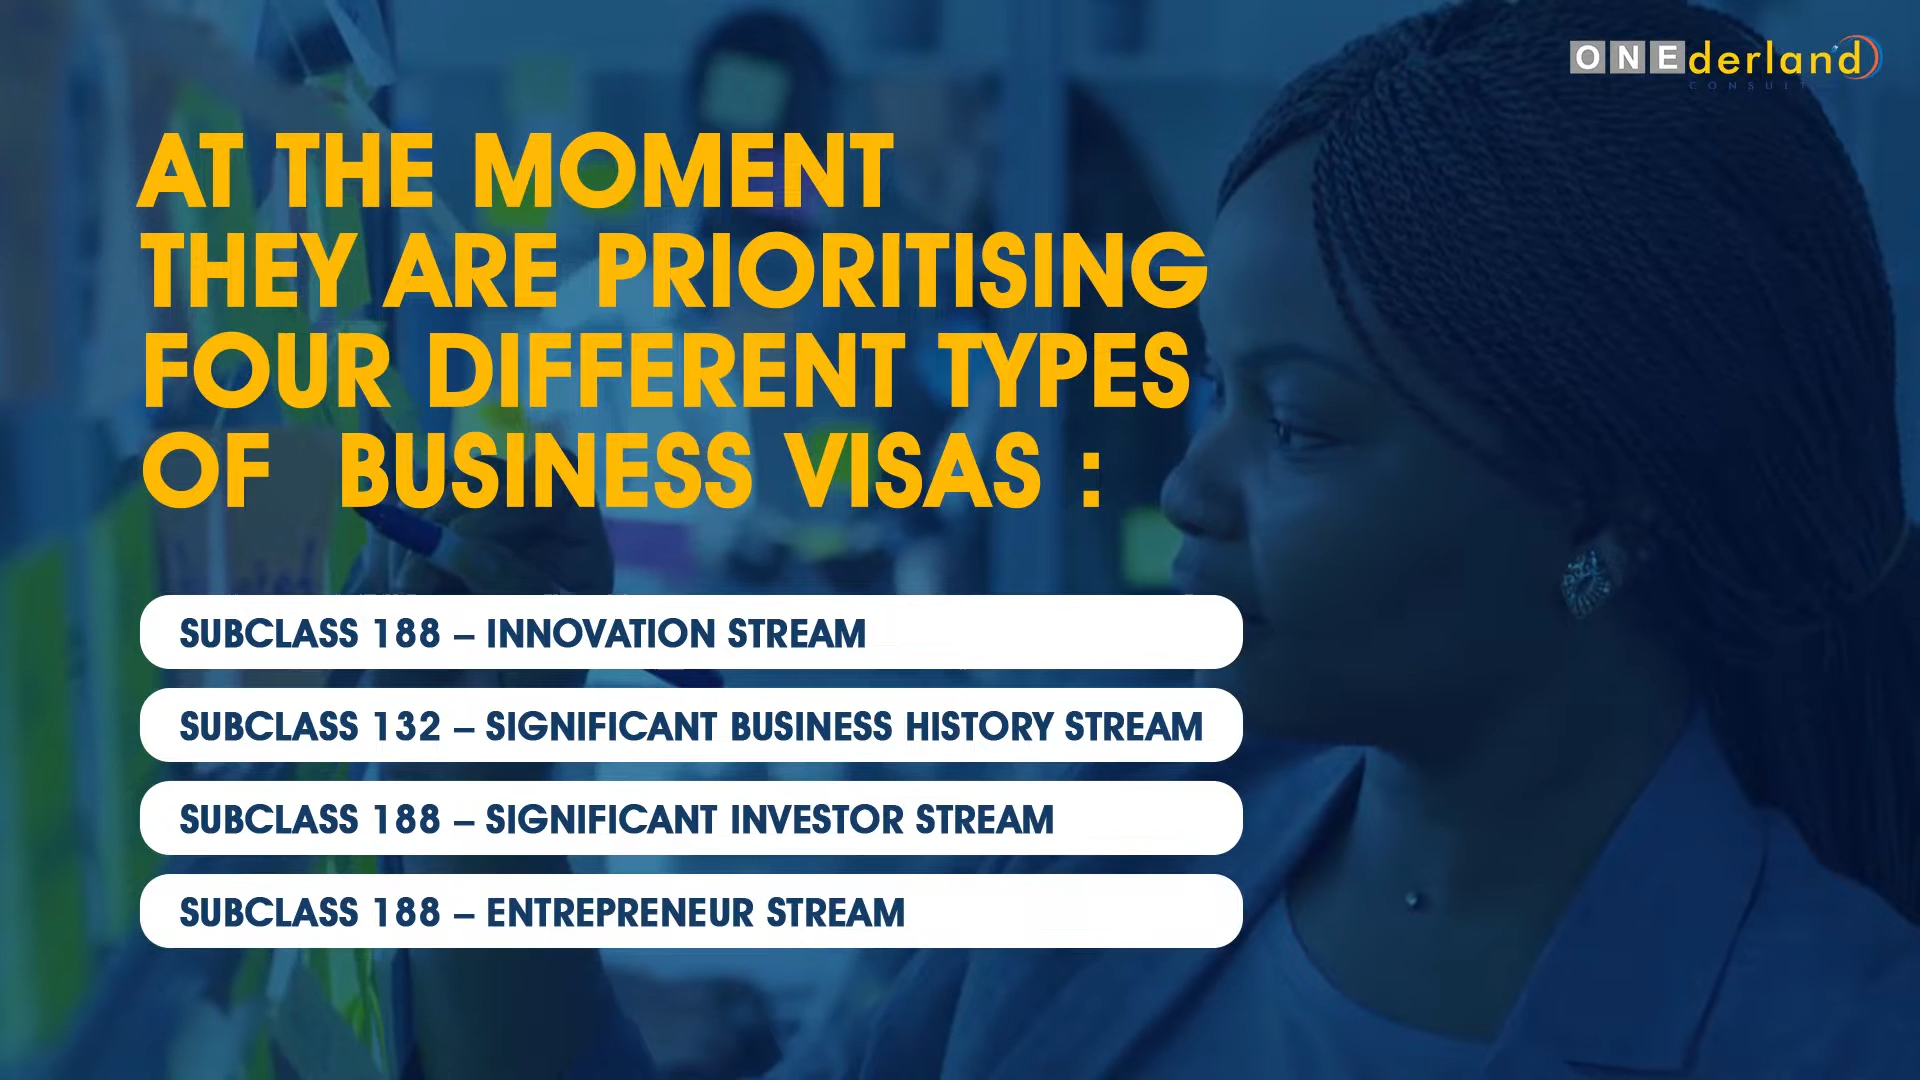 ONEderland
CONSULT
AT THE MOMENT
THEY ARE PRIORITISING
FOUR DIFFERENT TYPES
OF BUSINESS VISAS :
SUBCLASS 188 – INNOVATION STREAM
SUBCLASS 132 – SIGNIFICANT BUSINESS HISTORY STREAM
SUBCLASS 188 – SIGNIFICANT INVESTOR STREAM
SUBCLASS 188 – ENTREPRENEUR STREAM